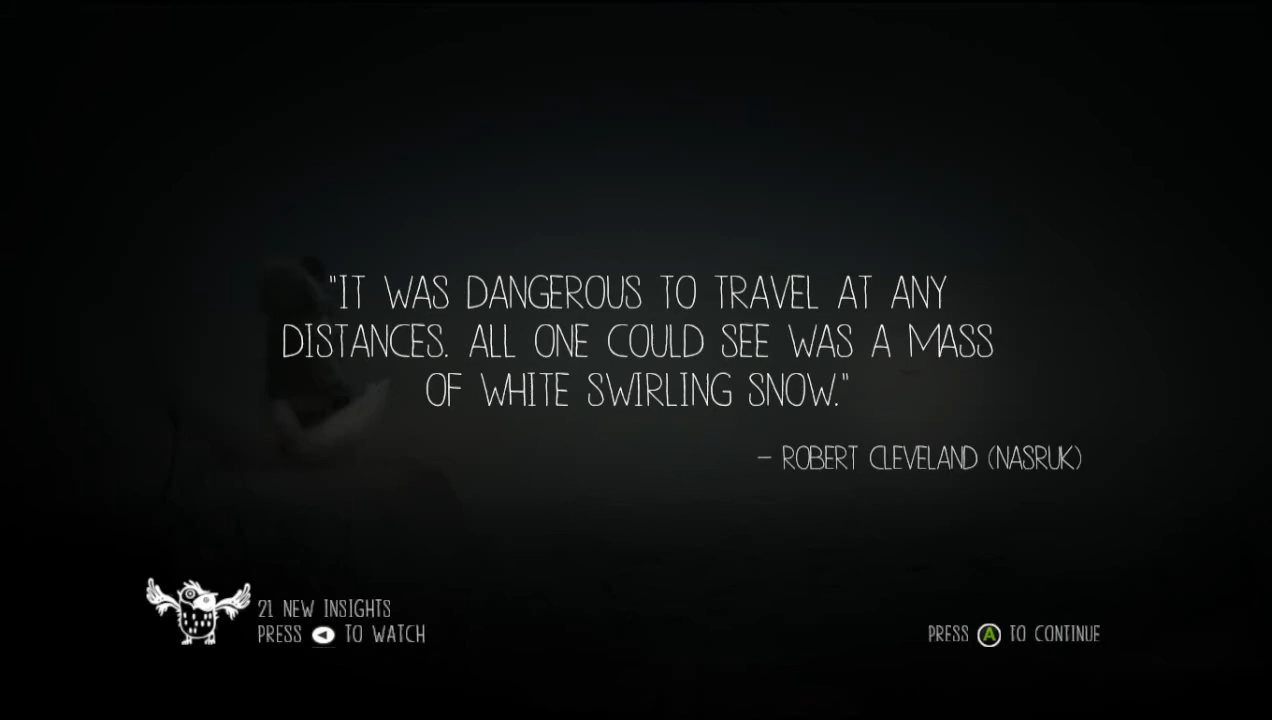 "IT WAS DANGEROUS TO TRAVEL AT ANY
DISTANCES. ALL ONE COULD SEE WAS A MASS
OF WHITE SWIRLING SNOW."
– ROBERT CLEVELAND (NASRUK)
21 NEW INSIGHTS
PRESS ◀ TO WATCH
PRESS A TO CONTINUE